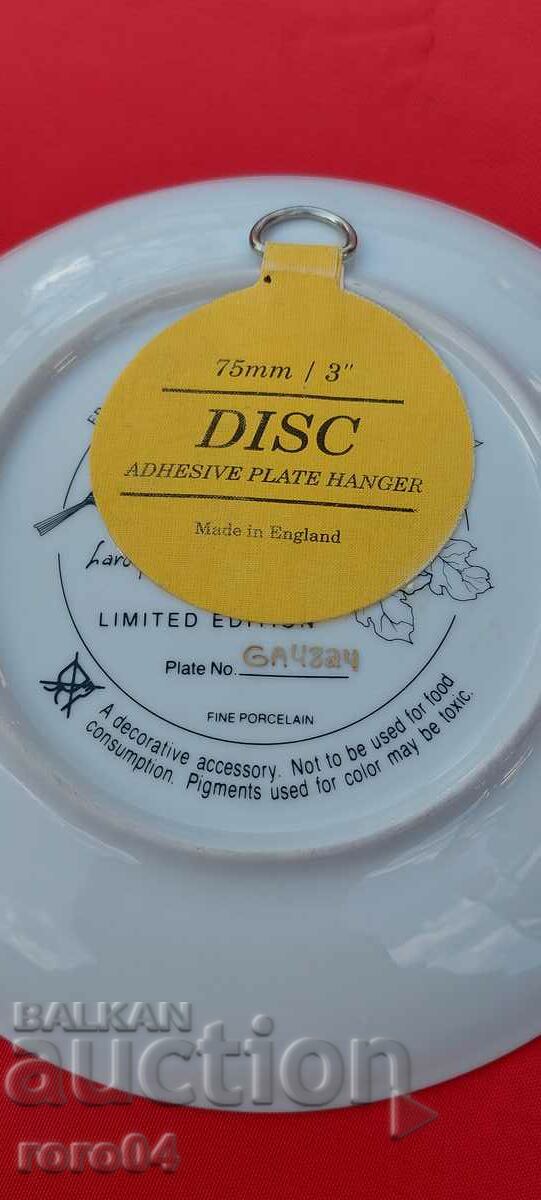 75mm / 3"
DISC
ADHESIVE PLATE HANGER
Made in England
LIMITED EDITION
Plate No. GA4824
FINE PORCELAIN
A decorative accessory. Not to be used for food
consumption. Pigments used for color may be toxic.
BALKAN
auction
roro04